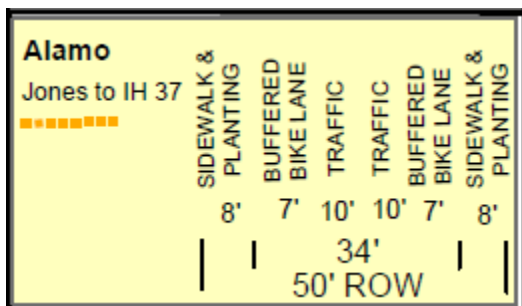 Alamo
Jones to IH 37
SIDEWALK &
PLANTING
BUFFERED
BIKE LANE
TRAFFIC
TRAFFIC
BUFFERED
BIKE LANE
SIDEWALK &
PLANTING
8' 7' 10' 10' 7' 8'
34'
50' ROW